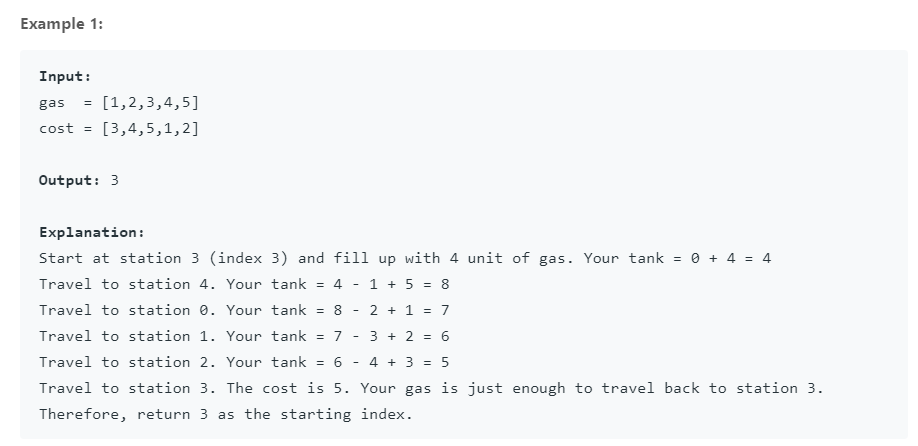 Example 1:
Input:
gas  = [1,2,3,4,5]
cost = [3,4,5,1,2]
Output: 3
Explanation:
Start at station 3 (index 3) and fill up with 4 unit of gas. Your tank = 0 + 4 = 4
Travel to station 4. Your tank = 4 - 1 + 5 = 8
Travel to station 0. Your tank = 8 - 2 + 1 = 7
Travel to station 1. Your tank = 7 - 3 + 2 = 6
Travel to station 2. Your tank = 6 - 4 + 3 = 5
Travel to station 3. The cost is 5. Your gas is just enough to travel back to station 3.
Therefore, return 3 as the starting index.